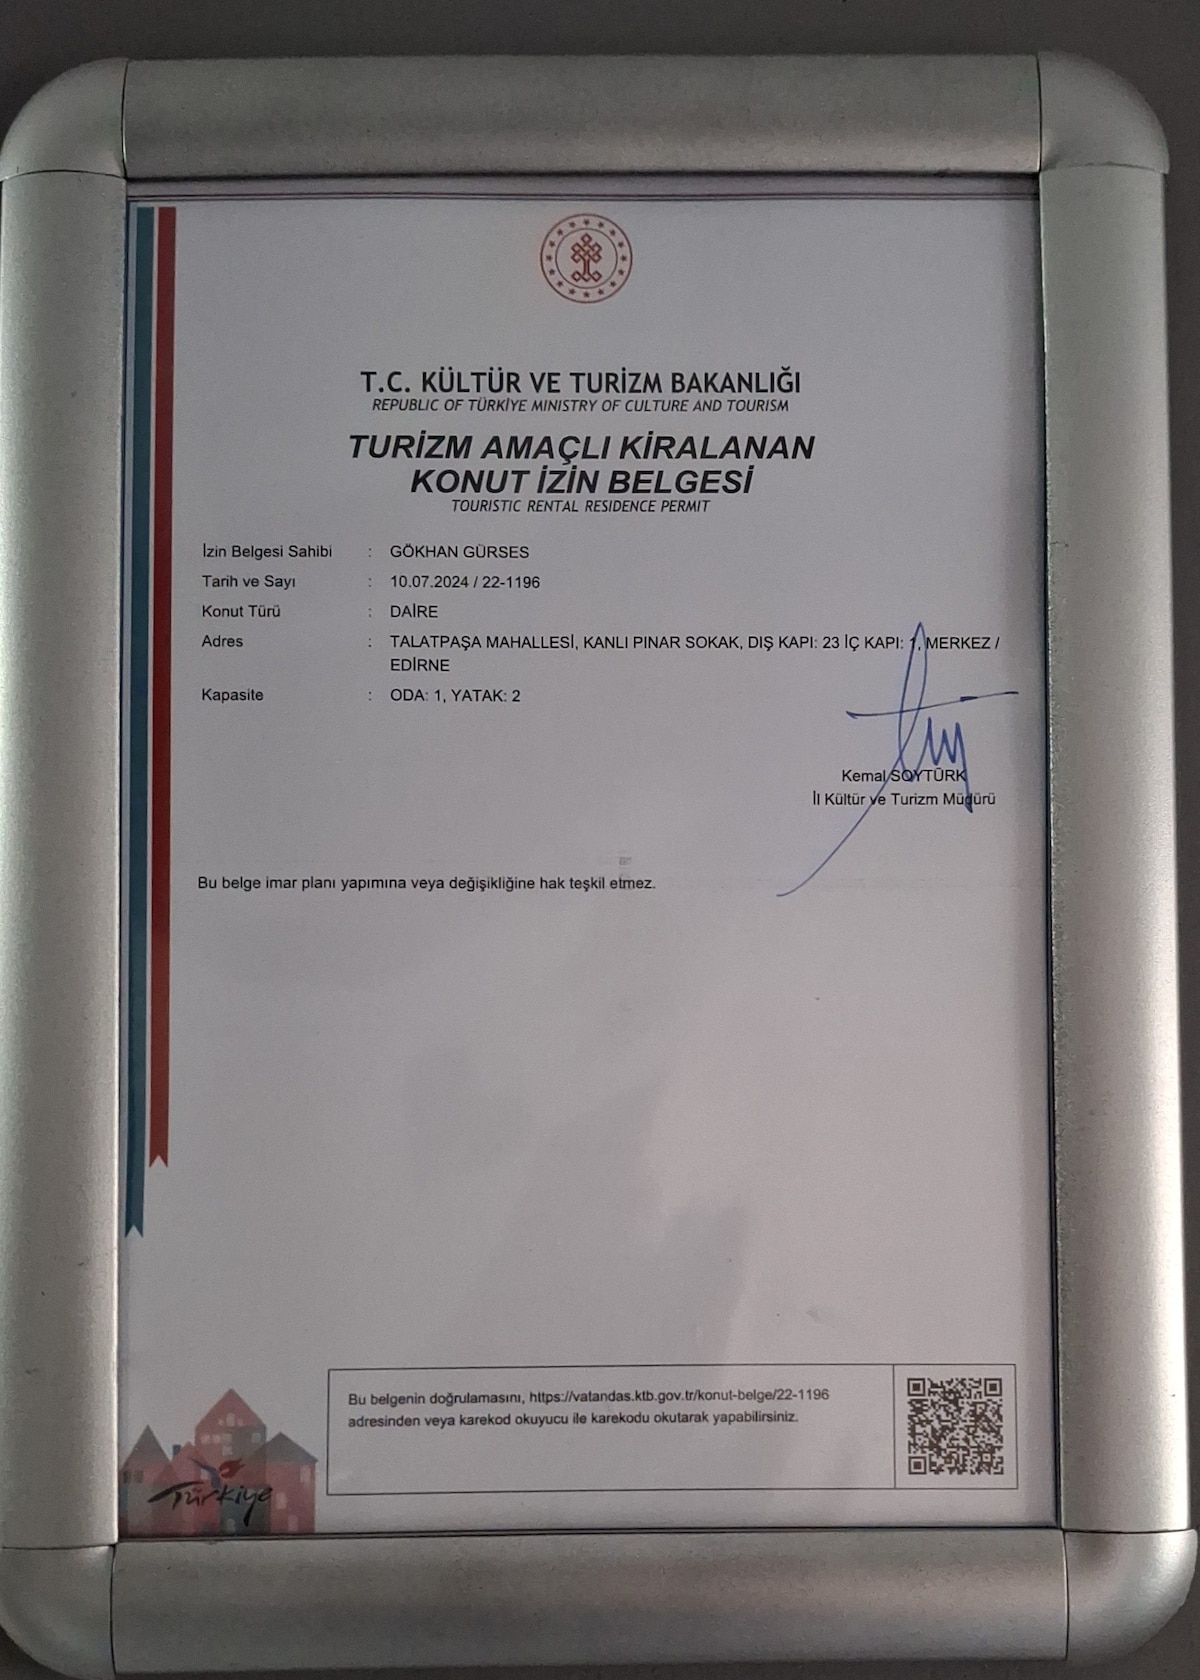 T.C. KÜLTÜR VE TURİZM BAKANLIĞI
REPUBLIC OF TÜRKİYE MINISTRY OF CULTURE AND TOURISM
TURİZM AMAÇLI KİRALANAN
KONUT İZİN BELGESİ
TOURISTIC RENTAL RESIDENCE PERMIT
İzin Belgesi Sahibi : GÖKHAN GÜRSES
Tarih ve Sayı : 10.07.2024 / 22-1196
Konut Türü : DAİRE
Adres : TALATPAŞA MAHALLESİ, KANLI PINAR SOKAK, DIŞ KAPI: 23 İÇ KAPI: 1, MERKEZ /
EDİRNE
Kapasite : ODA: 1, YATAK: 2
Kemal SOYTÜRK
İl Kültür ve Turizm Müdürü
Bu belge imar planı yapımına veya değişikliğine hak teşkil etmez.
Bu belgenin doğrulamasını, https://vatandas.ktb.gov.tr/konut-belge/22-1196
adresinden veya karekod okuyucu ile karekodu okutarak yapabilirsiniz.
Türkiye